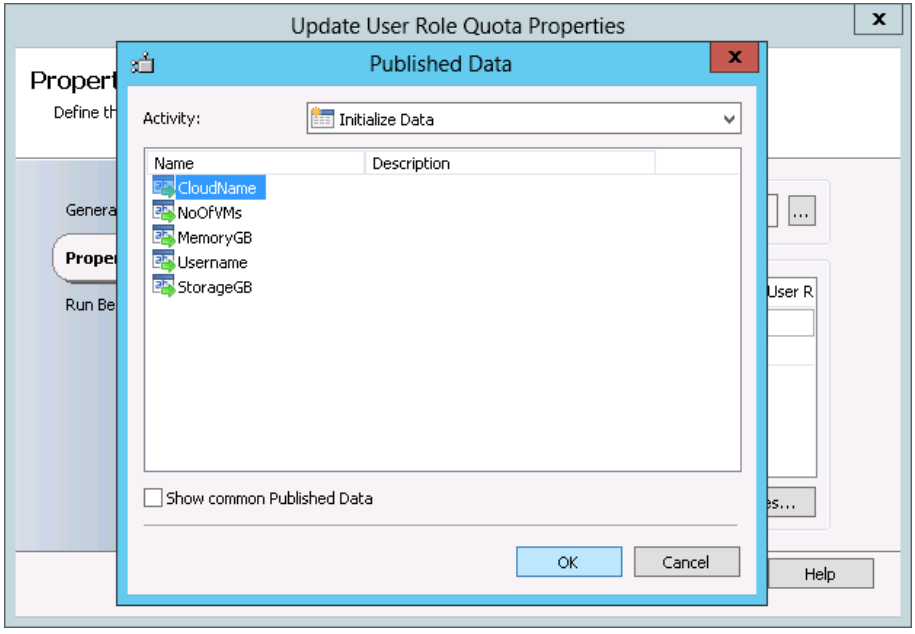 Update User Role Quota Properties
x
Published Data
x
Propert
Define th
Activity:
Initialize Data
Name Description
CloudName
NoOfVMs
MemoryGB
Username
StorageGB
Genera
Proper
Run Be
...
User R
Show common Published Data
es...
OK Cancel
Help